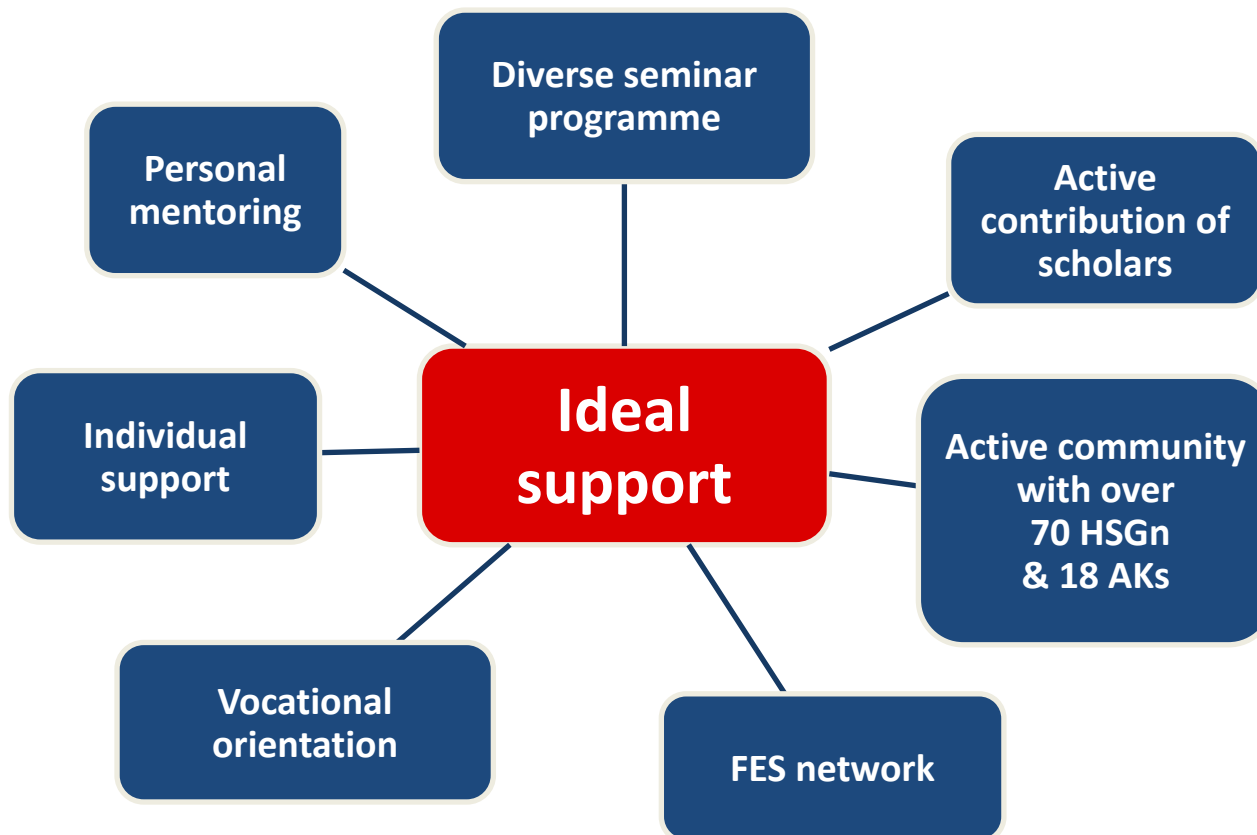 Diverse seminar
programme
Personal
mentoring
Active
contribution of
scholars
Ideal
support
Individual
support
Active community
with over
70 HSGn
& 18 AKs
Vocational
orientation
FES network